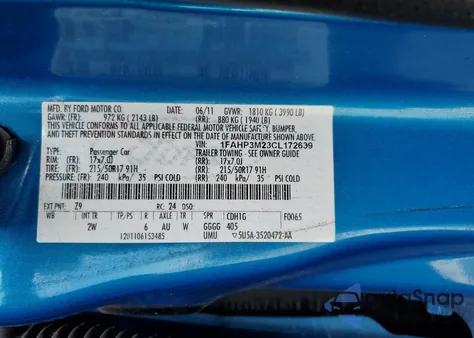 MFD. BY FORD MOTOR CO.
DATE: 06/11 GVWR: 1810 KG ( 3990 LB)
GAWR: (FR): 972 KG ( 2143 LB) (RR): 880 KG ( 1940 LB)
THIS VEHICLE CONFORMS TO ALL APPLICABLE FEDERAL MOTOR VEHICLE SAFETY, BUMPER,
AND THEFT PREVENTION STANDARDS IN EFFECT ON THE DATE OF MANUFACTURE SHOWN ABOVE.
VIN: 1FAHP3M23CL172639
TYPE: Passenger Car TRAILER TOWING - SEE OWNER GUIDE
RIM: (FR): 17x7.0J (RR): 17x7.0J
TIRE: (FR): 215/50R17 91H (RR): 215/50R17 91H
PRESSURE: (FR): 240 kPa/ 35 PSI COLD (RR): 240 kPa/ 35 PSI COLD
EXT PNT: Z9 RC: 24 DSO:
WB INT TR TP/PS R AXLE TR SPR CDH1G F0065
2W 6 AU W GGGG 405
12011061S3485 UMU 5U5A-3520472-AA
AutoSnap